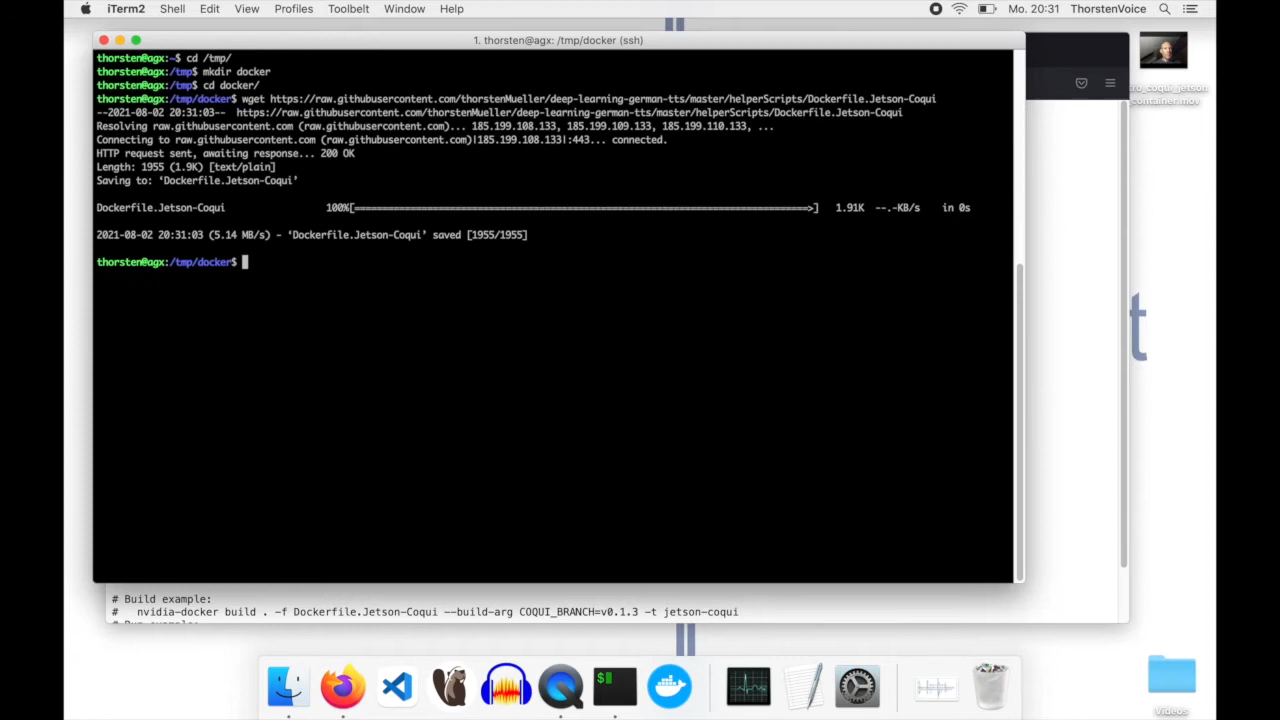 iTerm2 Shell Edit View Profiles Toolbelt Window Help Mo. 20:31 ThorstenVoice
1. thorsten@agx: /tmp/docker (ssh)
thorsten@agx:~$ cd /tmp/
thorsten@agx:/tmp$ mkdir docker
thorsten@agx:/tmp$ cd docker/
thorsten@agx:/tmp/docker$ wget https://raw.githubusercontent.com/thorstenMueller/deep-learning-german-tts/master/helperScripts/Dockerfile.Jetson-Coqui
--2021-08-02 20:31:03-- https://raw.githubusercontent.com/thorstenMueller/deep-learning-german-tts/master/helperScripts/Dockerfile.Jetson-Coqui
Resolving raw.githubusercontent.com (raw.githubusercontent.com)... 185.199.108.133, 185.199.109.133, 185.199.110.133, ...
Connecting to raw.githubusercontent.com (raw.githubusercontent.com)|185.199.108.133|:443... connected.
HTTP request sent, awaiting response... 200 OK
Length: 1955 (1.9K) [text/plain]
Saving to: ‘Dockerfile.Jetson-Coqui’
Dockerfile.Jetson-Coqui 100%[===================================================================================>] 1.91K --.-KB/s in 0s
2021-08-02 20:31:03 (5.14 MB/s) - ‘Dockerfile.Jetson-Coqui’ saved [1955/1955]
thorsten@agx:/tmp/docker$
ro_coqui_jetson
container.mov
t
# Build example:
# nvidia-docker build . -f Dockerfile.Jetson-Coqui --build-arg COQUI_BRANCH=v0.1.3 -t jetson-coqui
$
Videos